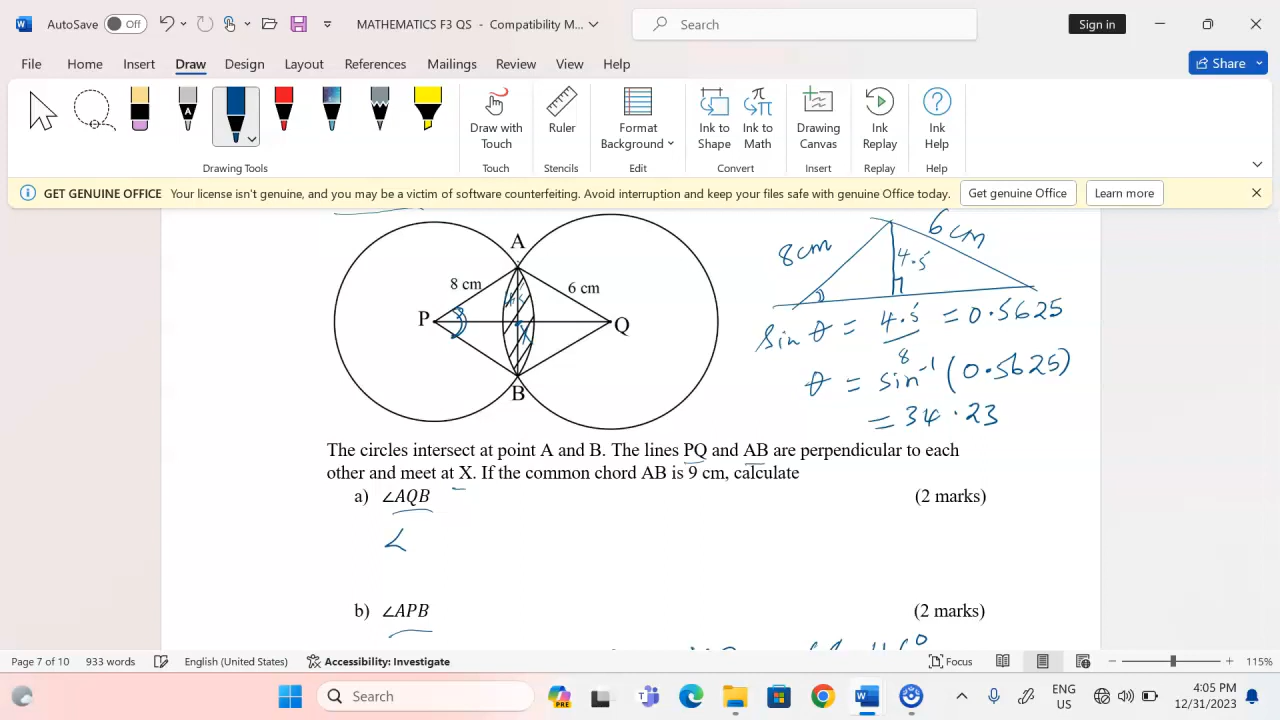 AutoSave Off MATHEMATICS F3 QS - Compatibility M... Search Sign in
File Home Insert Draw Design Layout References Mailings Review View Help Share
Draw with Touch Ruler Format Background Ink to Shape Ink to Math Drawing Canvas Ink Replay Ink Help
Drawing Tools Touch Stencils Edit Convert Insert Replay Help
GET GENUINE OFFICE Your license isn't genuine, and you may be a victim of software counterfeiting. Avoid interruption and keep your files safe with genuine Office today. Get genuine Office Learn more
A
8 cm 6 cm
P Q
X
B
8cm 6cm
4.5
sin θ = 4.5 = 0.5625
8
θ = sin⁻¹ (0.5625)
= 34.23
The circles intersect at point A and B. The lines PQ and AB are perpendicular to each
other and meet at X. If the common chord AB is 9 cm, calculate
a) ∠AQB (2 marks)
∠
b) ∠APB (2 marks)
Page 7 of 10 933 words English (United States) Accessibility: Investigate Focus 115%
Search PRE ENG US 4:05 PM 12/31/2023